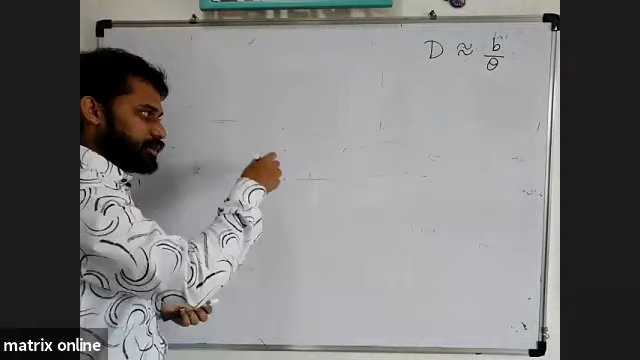 D ≈ b/θ
matrix online